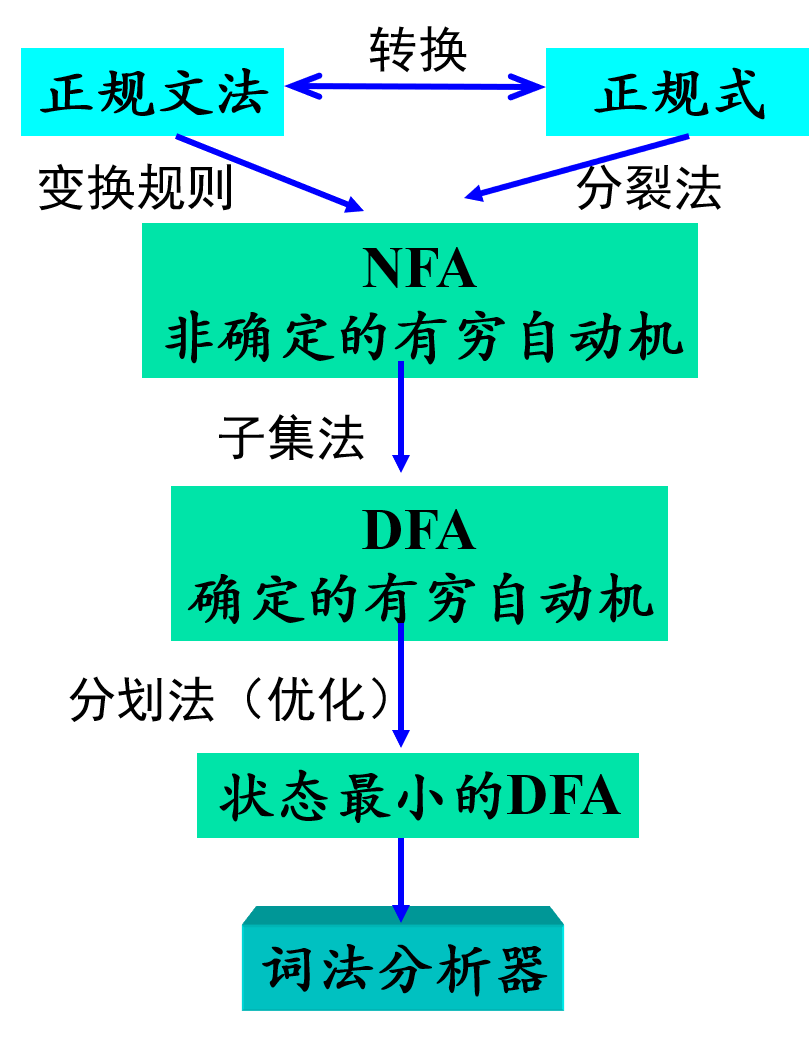 转换
正规文法
正规式
变换规则
分裂法
NFA
非确定的有穷自动机
子集法
DFA
确定的有穷自动机
分划法（优化）
状态最小的DFA
词法分析器